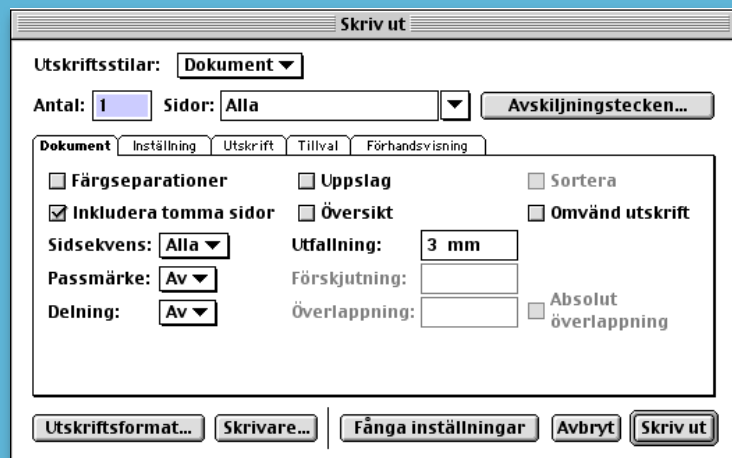 Skriv ut
Utskriftsstilar: Dokument
Antal: 1 Sidor: Alla Avskiljningstecken...
Dokument Inställning Utskrift Tillval Förhandsvisning
Färgseparationer Uppslag Sortera
Inkludera tomma sidor Översikt Omvänd utskrift
Sidsekvens: Alla Utfallning: 3 mm
Passmärke: Av Förskjutning:
Delning: Av Överlappning: Absolut
överlappning
Utskriftsformat... Skrivare... Fånga inställningar Avbryt Skriv ut